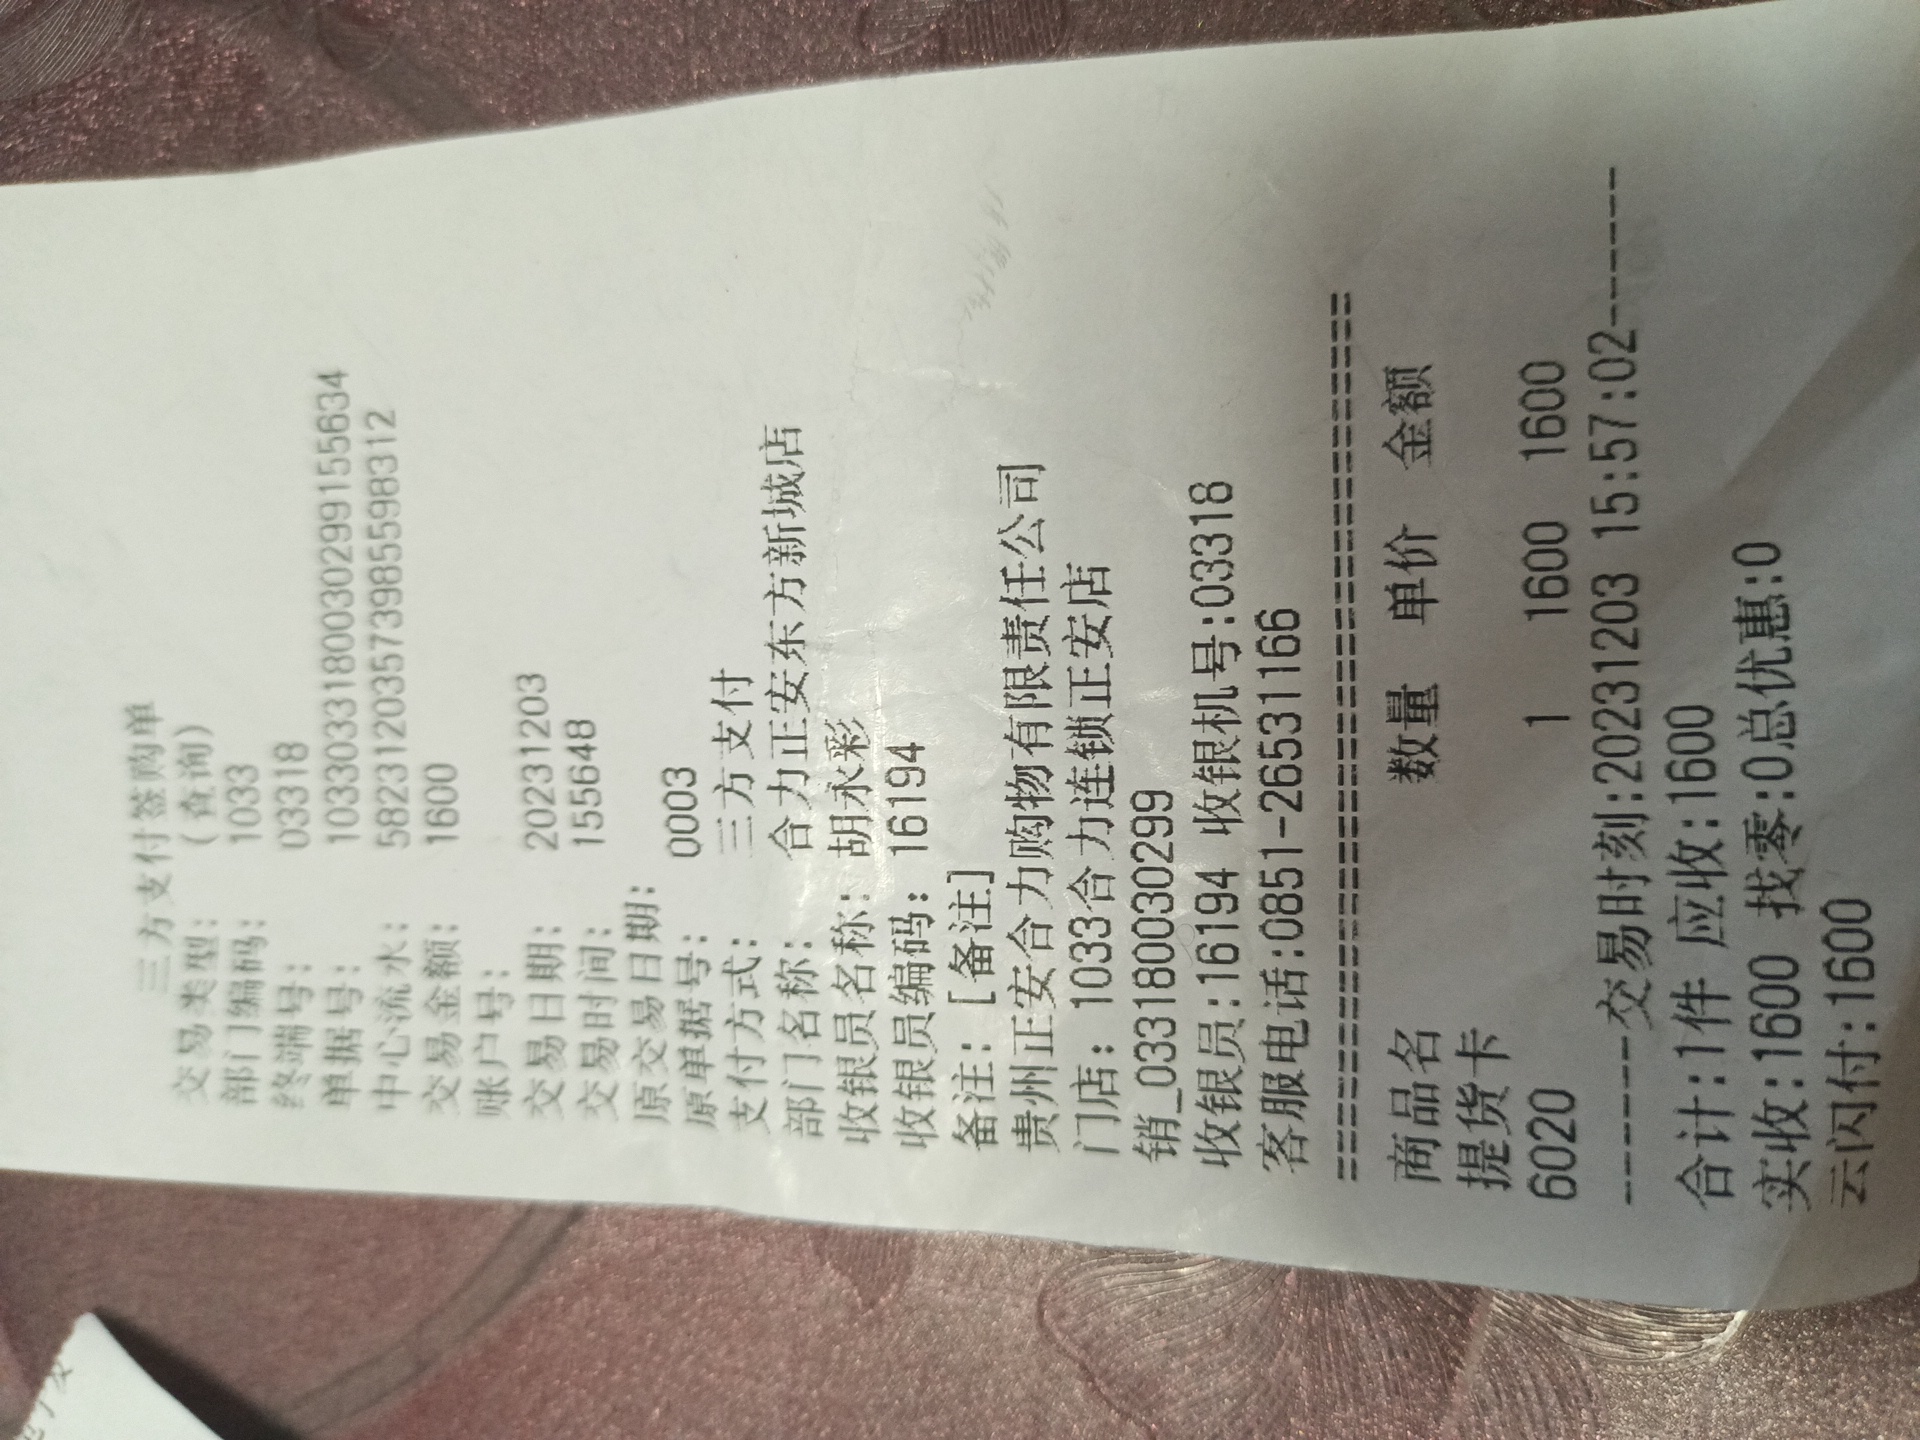 三方支付签购单
交易类型： (查询)
部门编码： 1033
终端号： 03318
单据号： 1033033180030299155634
中心流水： 5823120357398559831​2
交易金额： 1600
账户号：
交易日期： 20231203
交易时间： 155648
原交易日期：
原单据号： 0003
支付方式： 三方支付
部门名称： 合力正安东方新城店
收银员名称：胡永彩
收银员编码：16194
备注：[备注]
贵州正安合力购物有限责任公司
门店：1033合力连锁正安店
销_03318​0030299
收银员:16194 收银机号:03318
客服电话:0851-26531166
==================================
商品名 数量 单价 金额
提货卡
6020 1 1600 1600
-------交易时刻:20231203 15:57:02-------
合计:1件 应收:1600
实收:1600 找零:0总优惠:0
云闪付:1600